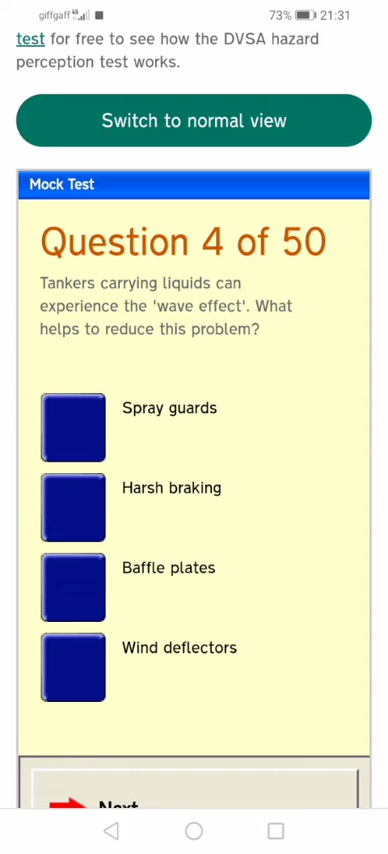 giffgaff 73% 21:31
test for free to see how the DVSA hazard
perception test works.
Switch to normal view
Mock Test
Question 4 of 50
Tankers carrying liquids can
experience the 'wave effect'. What
helps to reduce this problem?
Spray guards
Harsh braking
Baffle plates
Wind deflectors
Next